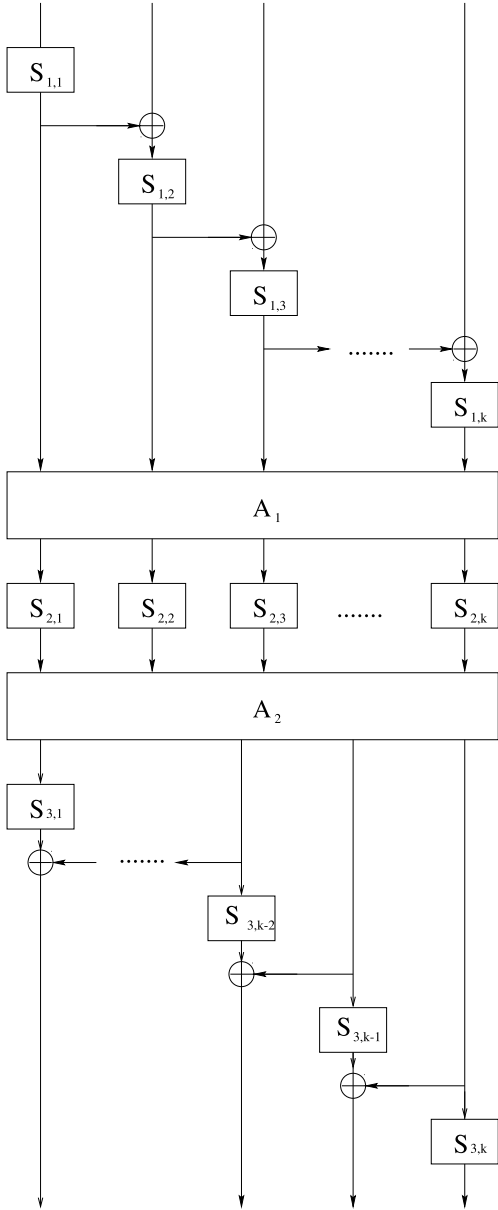 S1,1
S1,2
S1,3
.......
S1,k
A1
S2,1 S2,2 S2,3 ....... S2,k
A2
S3,1
.......
S3,k-2
S3,k-1
S3,k